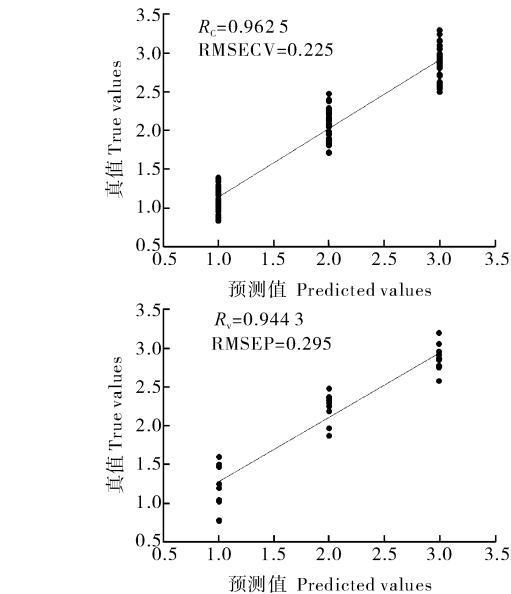 3.5
R_C=0.962 5
RMSECV=0.225
3.0
2.5
2.0
1.5
1.0
0.5
真值 True values
0.5 1.0 1.5 2.0 2.5 3.0 3.5
预测值 Predicted values
3.5
R_v=0.944 3
RMSEP=0.295
3.0
2.5
2.0
1.5
1.0
0.5
真值 True values
0.5 1.0 1.5 2.0 2.5 3.0 3.5
预测值 Predicted values